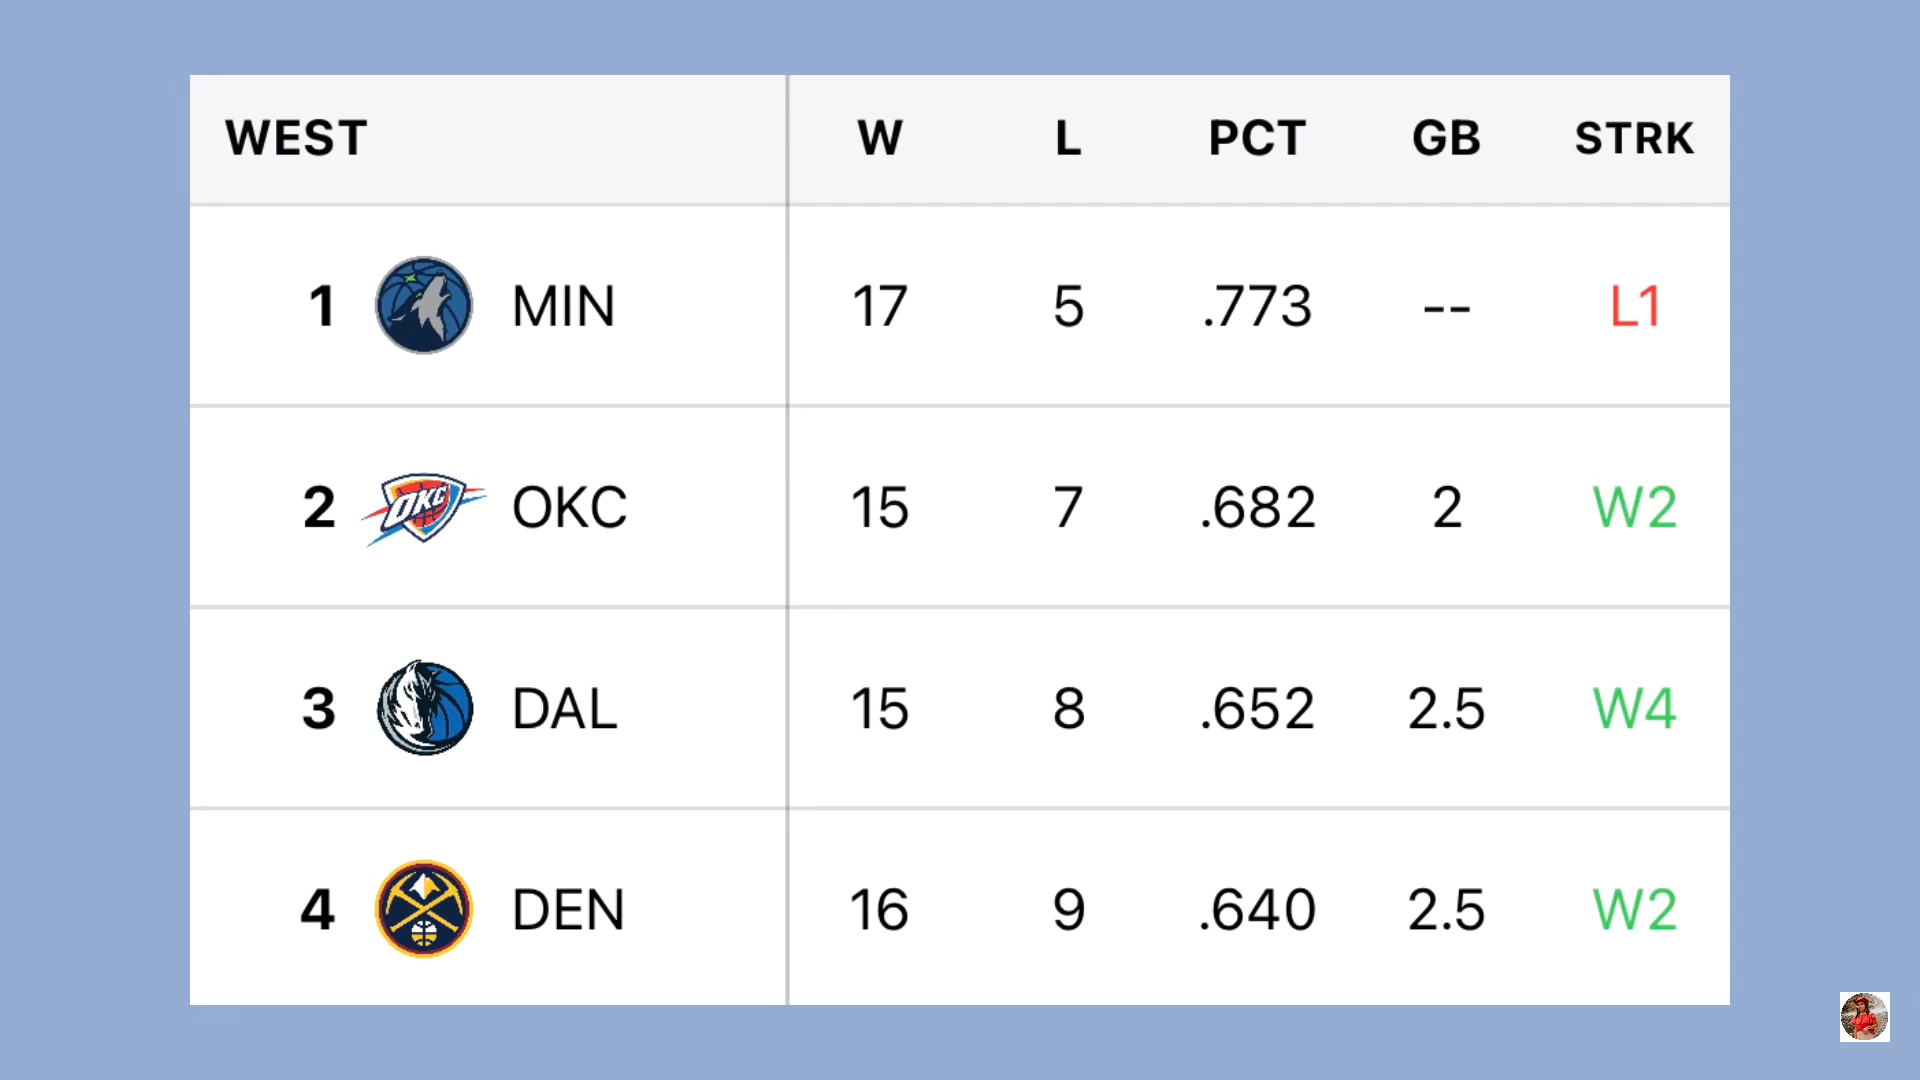 WEST W L PCT GB STRK
1 MIN 17 5 .773 -- L1
2 OKC OKC 15 7 .682 2 W2
3 DAL 15 8 .652 2.5 W4
4 DEN 16 9 .640 2.5 W2